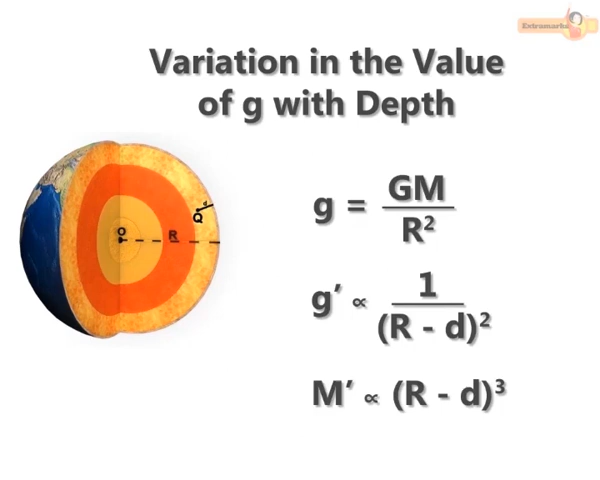 Extramarks
Variation in the Value
of g with Depth
g = GM / R²
g′ ∝ 1 / (R - d)²
M′ ∝ (R - d)³
O
R
Q
d